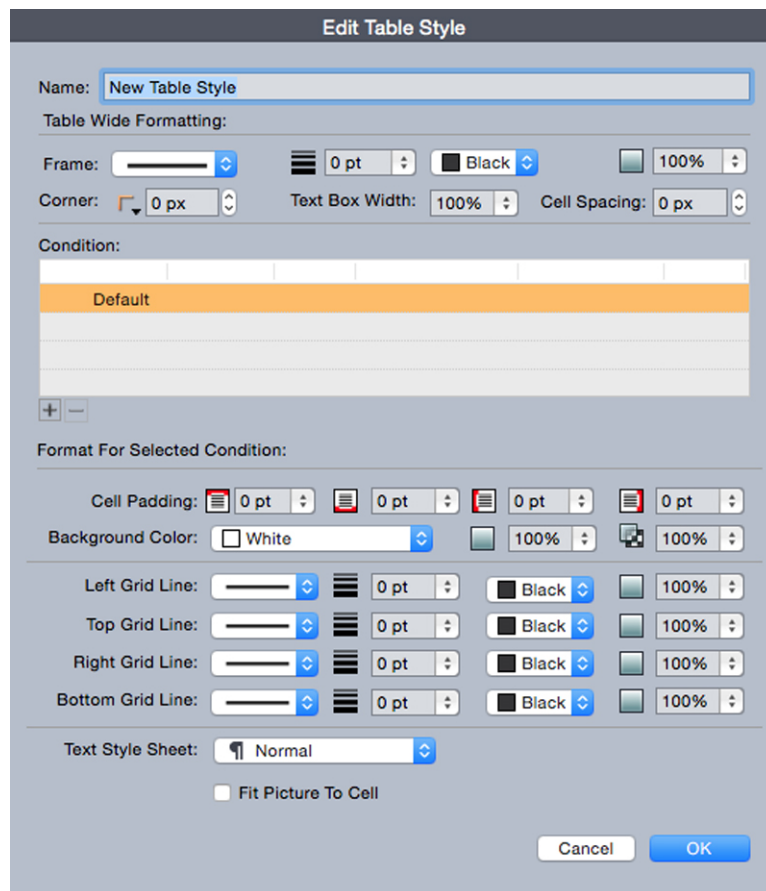 Edit Table Style
Name: New Table Style
Table Wide Formatting:
Frame: 0 pt Black 100%
Corner: 0 px Text Box Width: 100% Cell Spacing: 0 px
Condition:
Default
Format For Selected Condition:
Cell Padding: 0 pt 0 pt 0 pt 0 pt
Background Color: White 100% 100%
Left Grid Line: 0 pt Black 100%
Top Grid Line: 0 pt Black 100%
Right Grid Line: 0 pt Black 100%
Bottom Grid Line: 0 pt Black 100%
Text Style Sheet: ¶ Normal
Fit Picture To Cell
Cancel OK